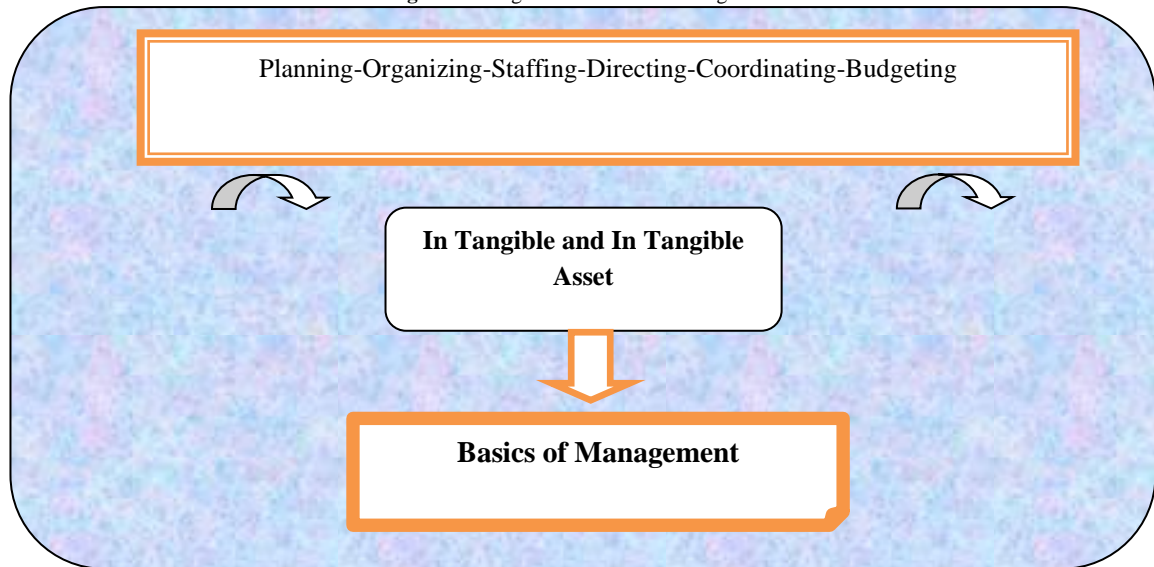 Planning-Organizing-Staffing-Directing-Coordinating-Budgeting
In Tangible and In Tangible
Asset
Basics of Management